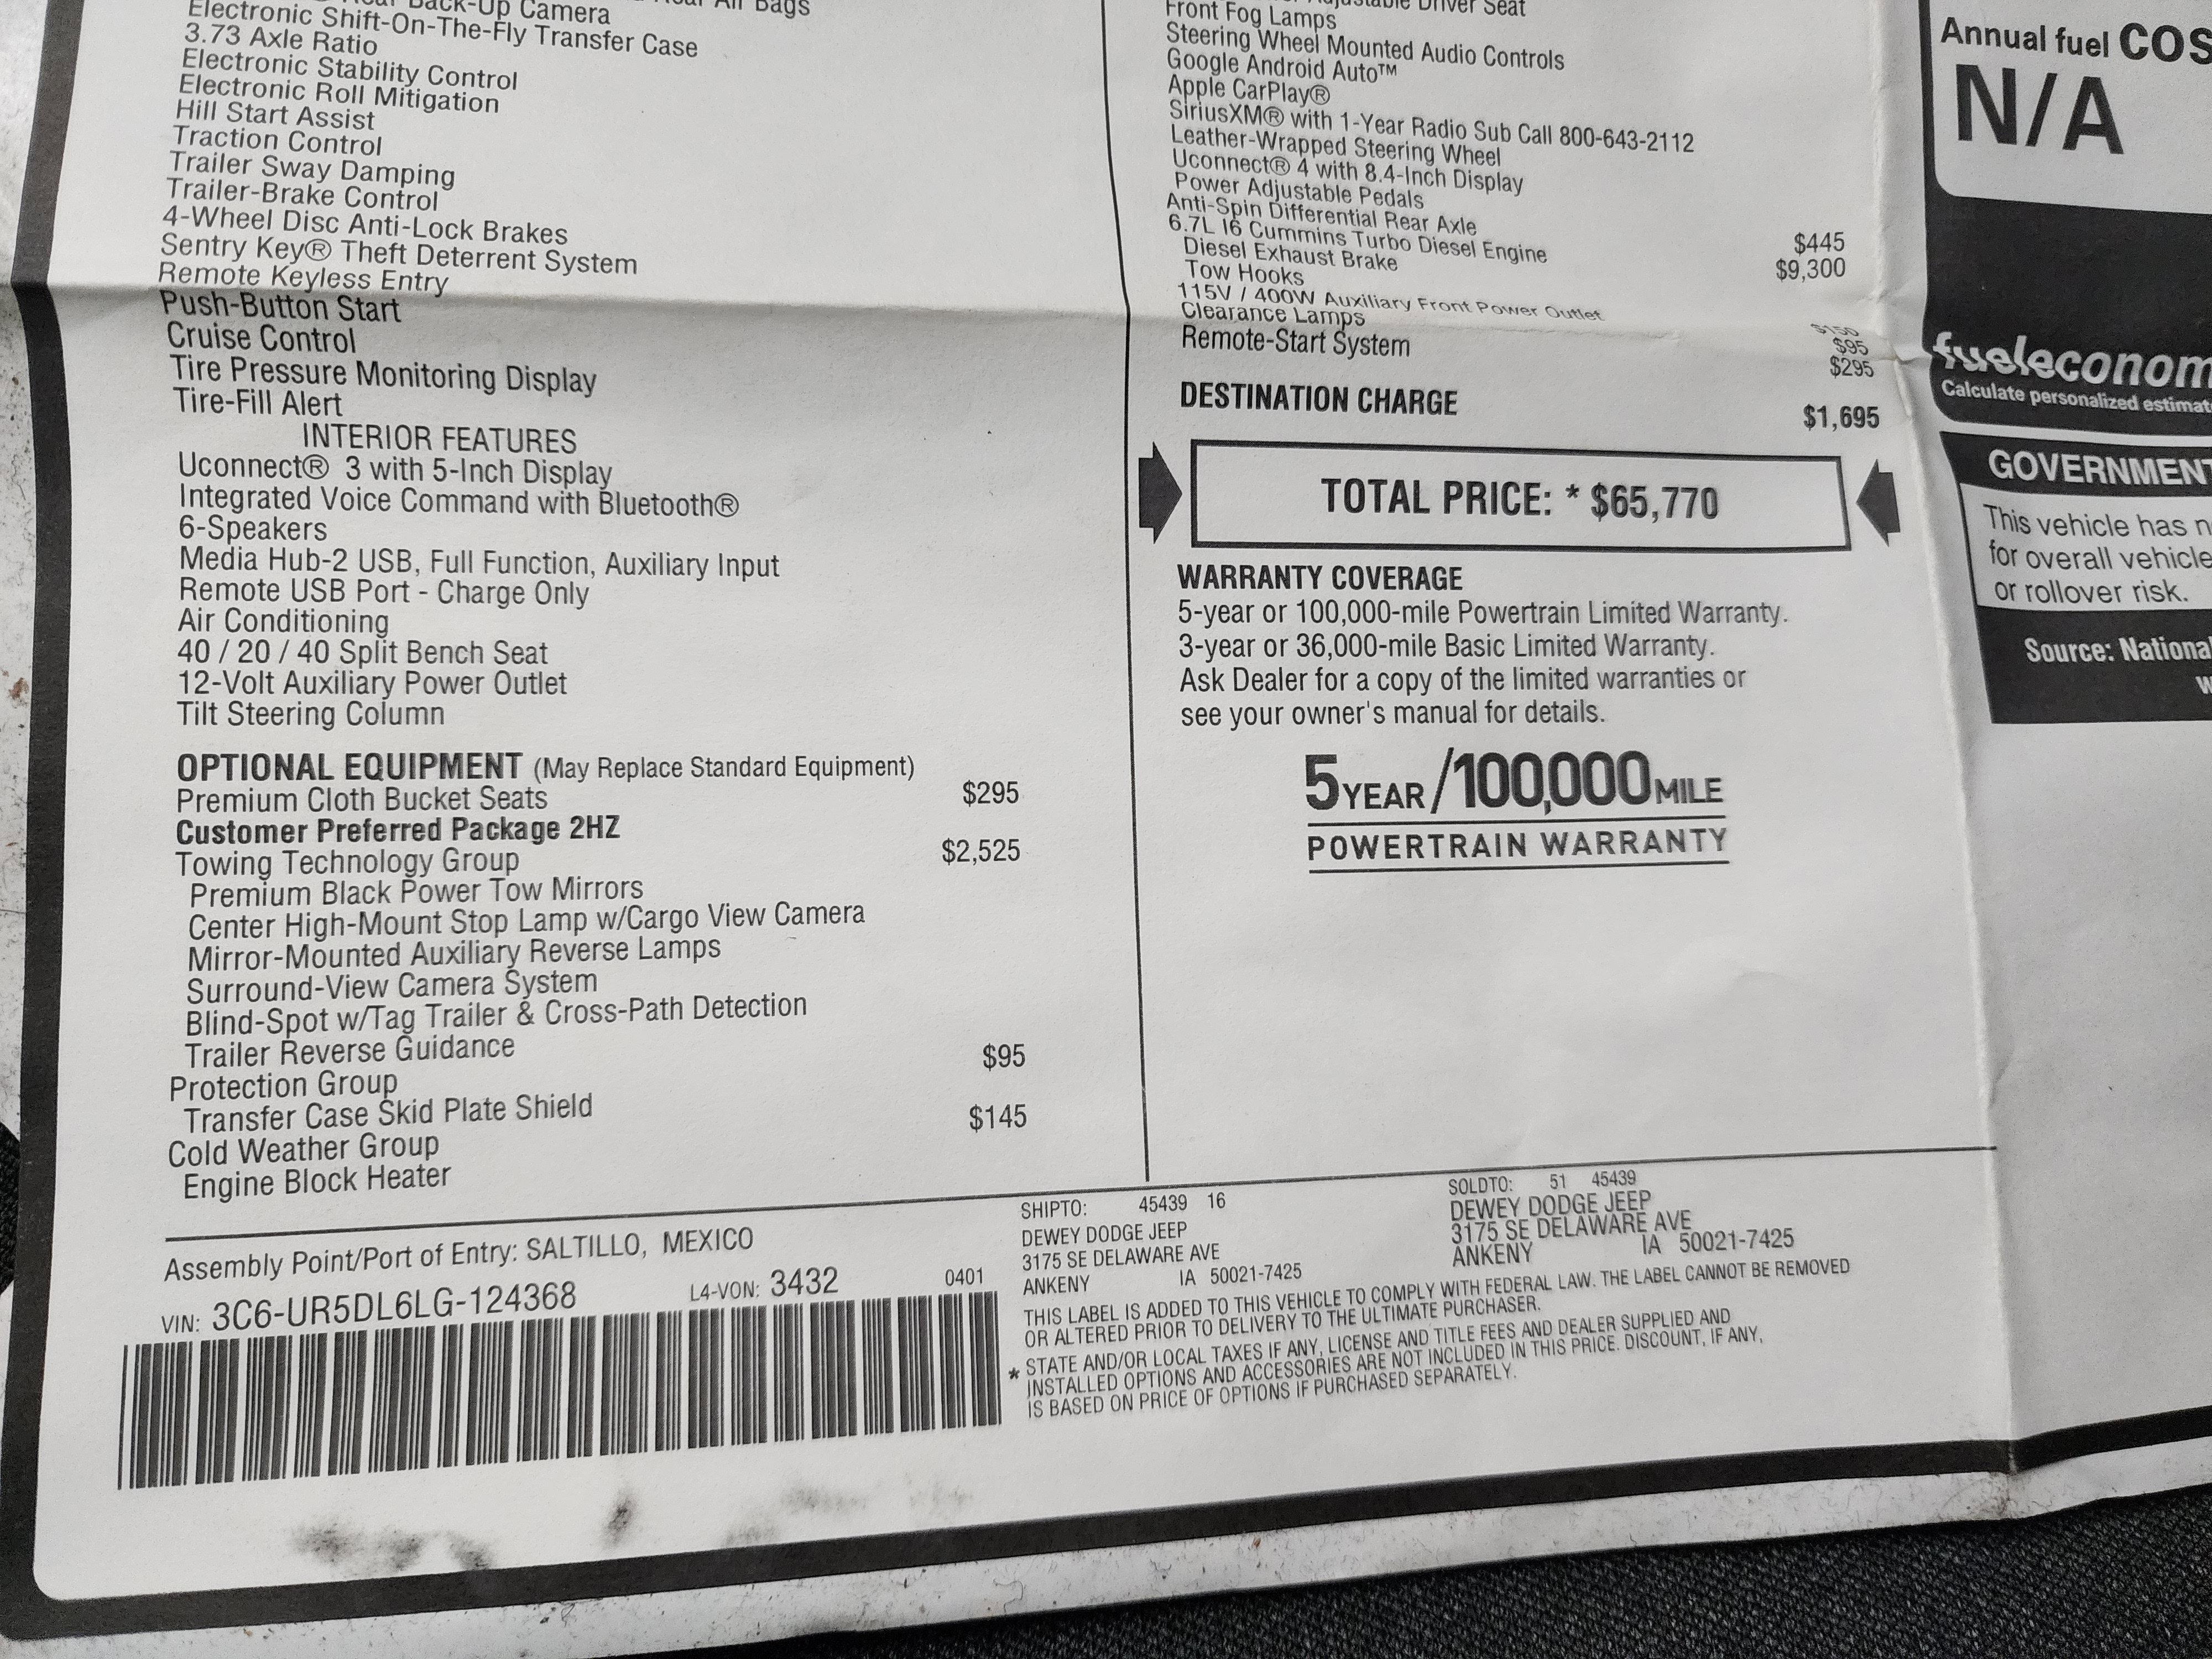 Back-Up Camera
Air Bags
Electronic Shift-On-The-Fly Transfer Case
3.73 Axle Ratio
Electronic Stability Control
Electronic Roll Mitigation
Hill Start Assist
Traction Control
Trailer Sway Damping
Trailer-Brake Control
4-Wheel Disc Anti-Lock Brakes
Sentry Key® Theft Deterrent System
Remote Keyless Entry
Push-Button Start
Cruise Control
Tire Pressure Monitoring Display
Tire-Fill Alert
INTERIOR FEATURES
Uconnect® 3 with 5-Inch Display
Integrated Voice Command with Bluetooth®
6-Speakers
Media Hub-2 USB, Full Function, Auxiliary Input
Remote USB Port - Charge Only
Air Conditioning
40 / 20 / 40 Split Bench Seat
12-Volt Auxiliary Power Outlet
Tilt Steering Column
OPTIONAL EQUIPMENT (May Replace Standard Equipment)
Premium Cloth Bucket Seats $295
Customer Preferred Package 2HZ
Towing Technology Group $2,525
Premium Black Power Tow Mirrors
Center High-Mount Stop Lamp w/Cargo View Camera
Mirror-Mounted Auxiliary Reverse Lamps
Surround-View Camera System
Blind-Spot w/Tag Trailer & Cross-Path Detection
Trailer Reverse Guidance
Protection Group $95
Transfer Case Skid Plate Shield
Cold Weather Group $145
Engine Block Heater
Driver Seat
Front Fog Lamps
Steering Wheel Mounted Audio Controls
Google Android Auto™
Apple CarPlay®
SiriusXM® with 1-Year Radio Sub Call 800-643-2112
Leather-Wrapped Steering Wheel
Uconnect® 4 with 8.4-Inch Display
Power Adjustable Pedals
Anti-Spin Differential Rear Axle $445
6.7L I6 Cummins Turbo Diesel Engine $9,300
Diesel Exhaust Brake
Tow Hooks
115V / 400W Auxiliary Front Power Outlet $150
Clearance Lamps $95
Remote-Start System $295
DESTINATION CHARGE $1,695
TOTAL PRICE: * $65,770
WARRANTY COVERAGE
5-year or 100,000-mile Powertrain Limited Warranty.
3-year or 36,000-mile Basic Limited Warranty.
Ask Dealer for a copy of the limited warranties or
see your owner's manual for details.
5 YEAR/100,000 MILE
POWERTRAIN WARRANTY
Annual fuel COS
N/A
fueleconom
Calculate personalized estimat
GOVERNMENT
This vehicle has n
for overall vehicle
or rollover risk.
Source: Nationa
w
Assembly Point/Port of Entry: SALTILLO, MEXICO
VIN: 3C6-UR5DL6LG-124368 L4-VON: 3432 0401
SHIPTO: 45439 16
DEWEY DODGE JEEP
3175 SE DELAWARE AVE
ANKENY IA 50021-7425
SOLDTO: 51 45439
DEWEY DODGE JEEP
3175 SE DELAWARE AVE
ANKENY IA 50021-7425
THIS LABEL IS ADDED TO THIS VEHICLE TO COMPLY WITH FEDERAL LAW. THE LABEL CANNOT BE REMOVED
OR ALTERED PRIOR TO DELIVERY TO THE ULTIMATE PURCHASER.
* STATE AND/OR LOCAL TAXES IF ANY, LICENSE AND TITLE FEES AND DEALER SUPPLIED AND
INSTALLED OPTIONS AND ACCESSORIES ARE NOT INCLUDED IN THIS PRICE. DISCOUNT, IF ANY,
IS BASED ON PRICE OF OPTIONS IF PURCHASED SEPARATELY.